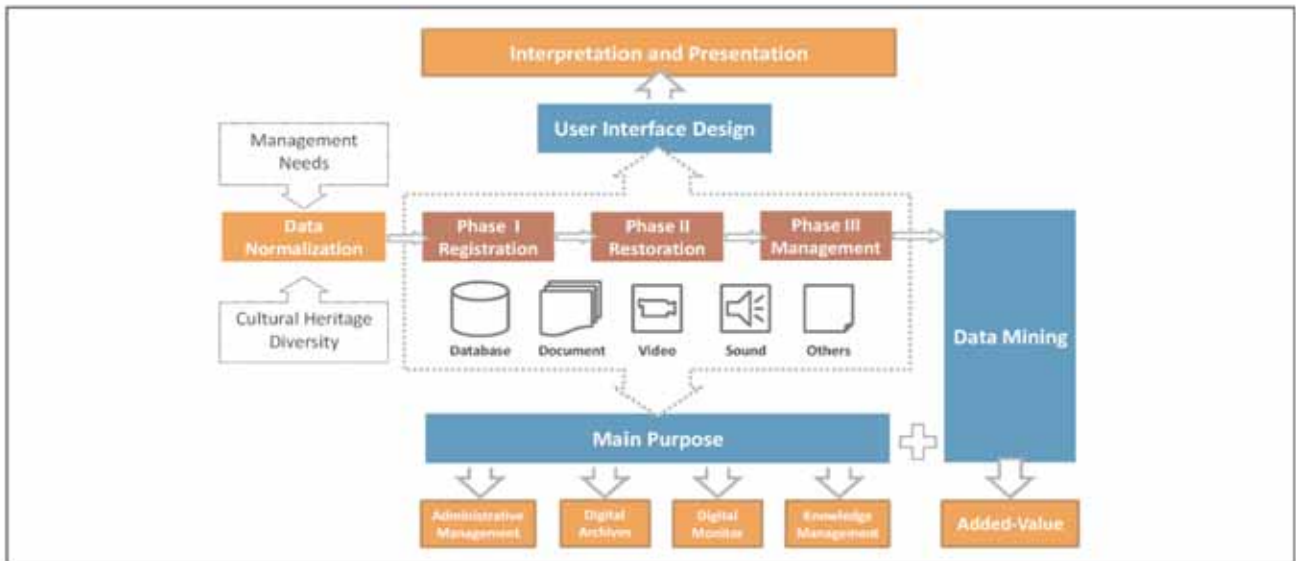 Interpretation and Presentation
User Interface Design
Management
Needs
Data
Normalization
Cultural Heritage
Diversity
Phase I
Registration
Phase II
Restoration
Phase III
Management
Database
Document
Video
Sound
Others
Data Mining
Main Purpose
Administrative
Management
Digital
Archives
Digital
Monitor
Knowledge
Management
Added-Value